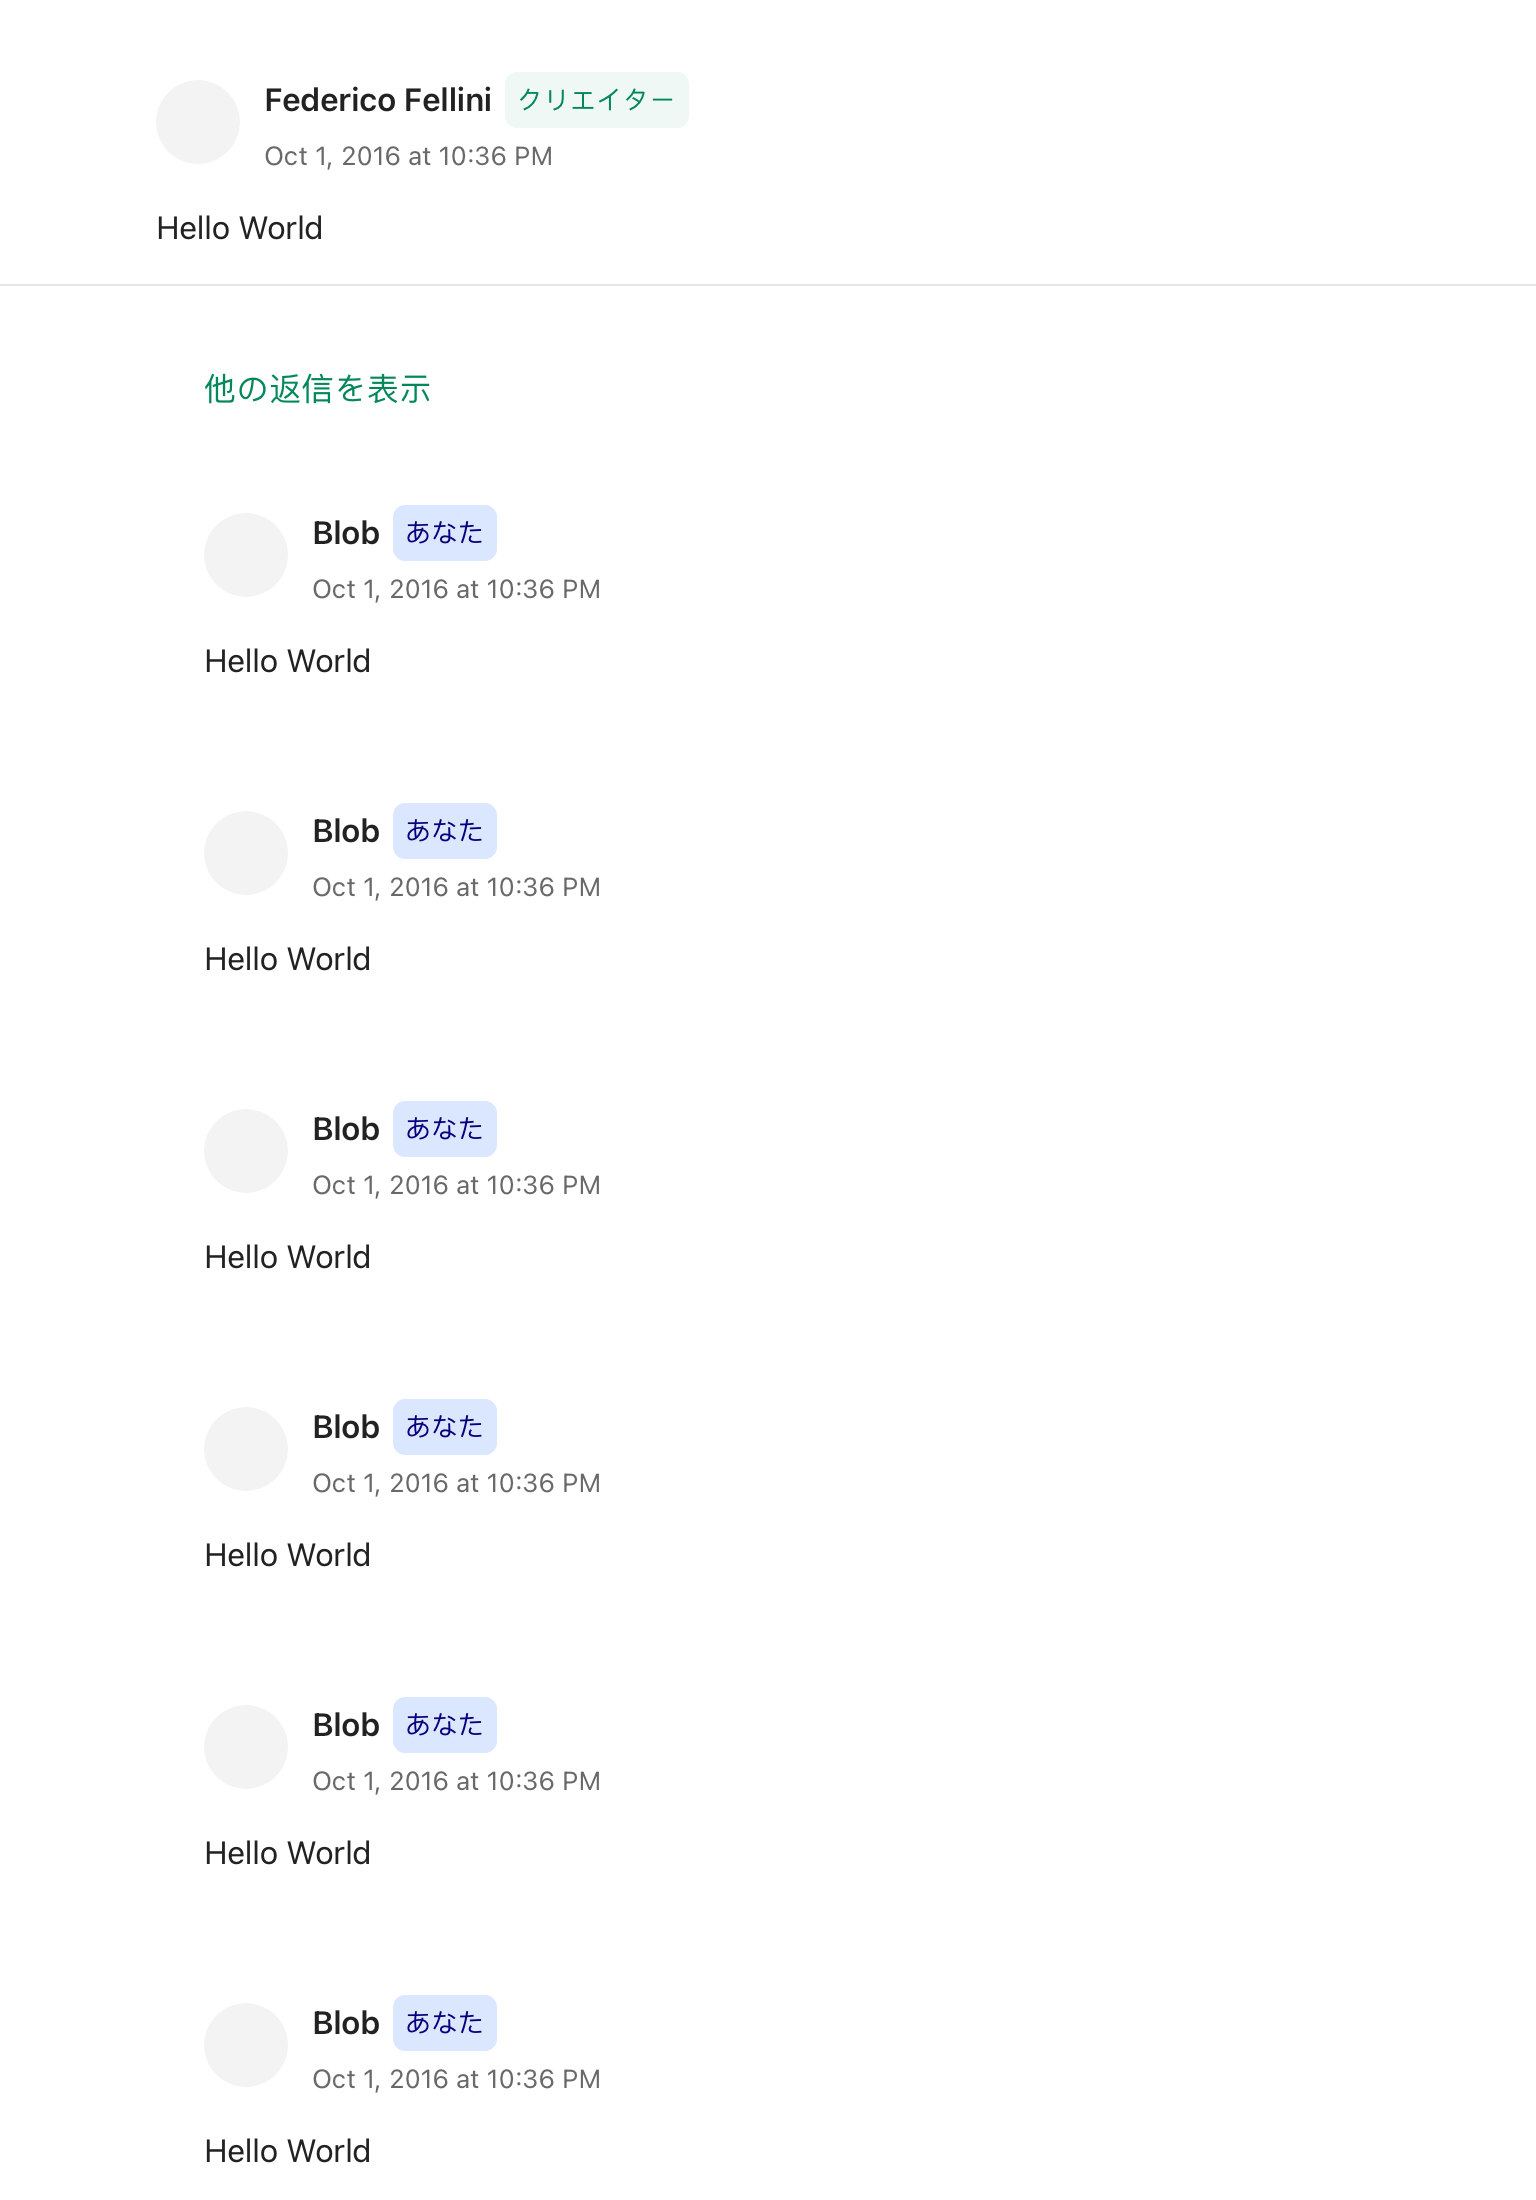 Federico Fellini クリエイター
Oct 1, 2016 at 10:36 PM
Hello World
他の返信を表示
Blob あなた
Oct 1, 2016 at 10:36 PM
Hello World
Blob あなた
Oct 1, 2016 at 10:36 PM
Hello World
Blob あなた
Oct 1, 2016 at 10:36 PM
Hello World
Blob あなた
Oct 1, 2016 at 10:36 PM
Hello World
Blob あなた
Oct 1, 2016 at 10:36 PM
Hello World
Blob あなた
Oct 1, 2016 at 10:36 PM
Hello World